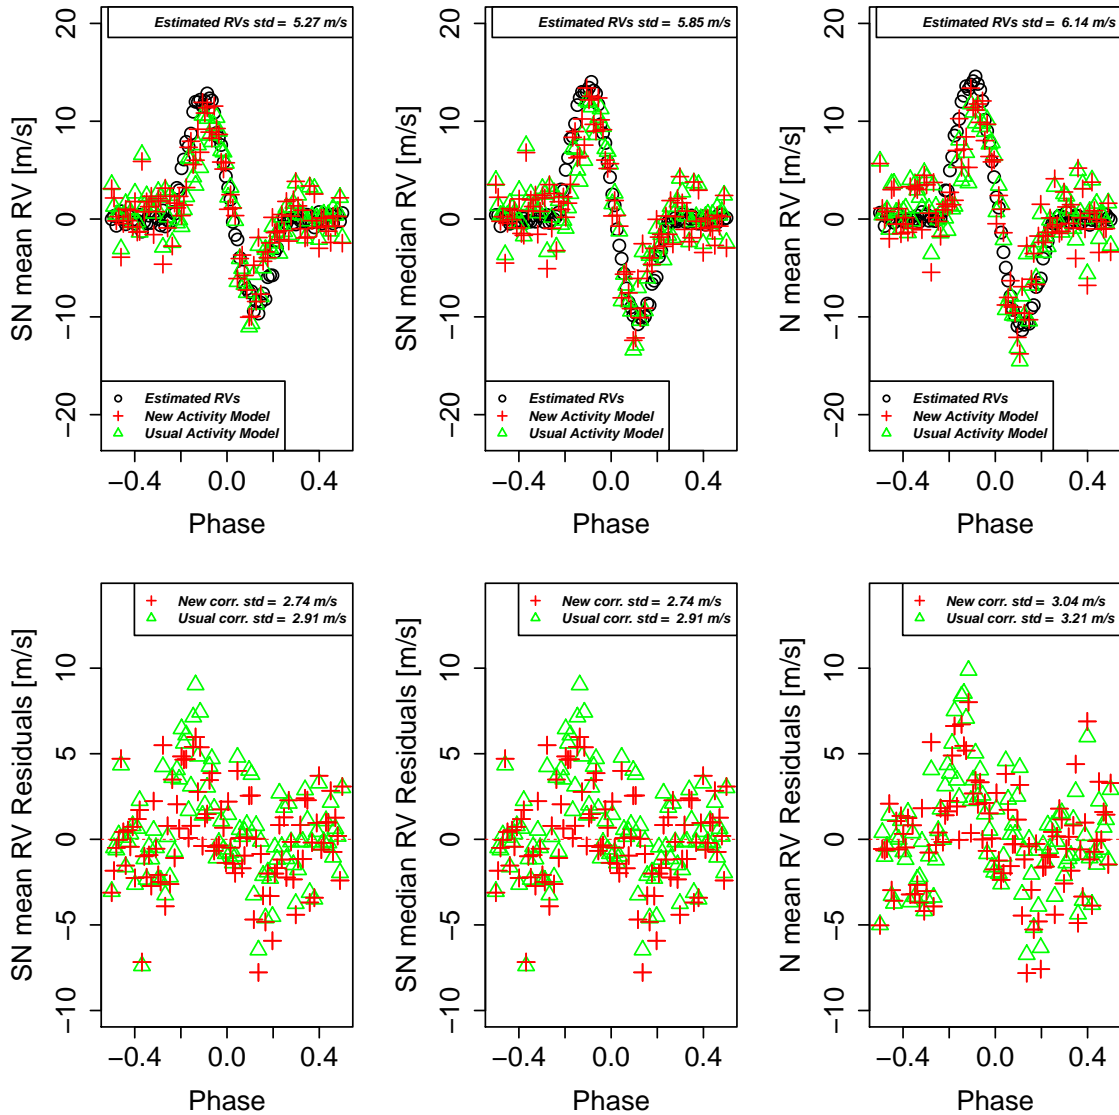 Estimated RVs std = 5.27 m/s
SN mean RV [m/s]
20
10
0
−10
−20
Estimated RVs
New Activity Model
Usual Activity Model
−0.4 0.0 0.4
Phase
Estimated RVs std = 5.85 m/s
SN median RV [m/s]
20
10
0
−10
−20
Estimated RVs
New Activity Model
Usual Activity Model
−0.4 0.0 0.4
Phase
Estimated RVs std = 6.14 m/s
N mean RV [m/s]
20
10
0
−10
−20
Estimated RVs
New Activity Model
Usual Activity Model
−0.4 0.0 0.4
Phase
New corr. std = 2.74 m/s
Usual corr. std = 2.91 m/s
SN mean RV Residuals [m/s]
10
5
0
−5
−10
−0.4 0.0 0.4
Phase
New corr. std = 2.74 m/s
Usual corr. std = 2.91 m/s
SN median RV Residuals [m/s]
10
5
0
−5
−10
−0.4 0.0 0.4
Phase
New corr. std = 3.04 m/s
Usual corr. std = 3.21 m/s
N mean RV Residuals [m/s]
10
5
0
−5
−10
−0.4 0.0 0.4
Phase